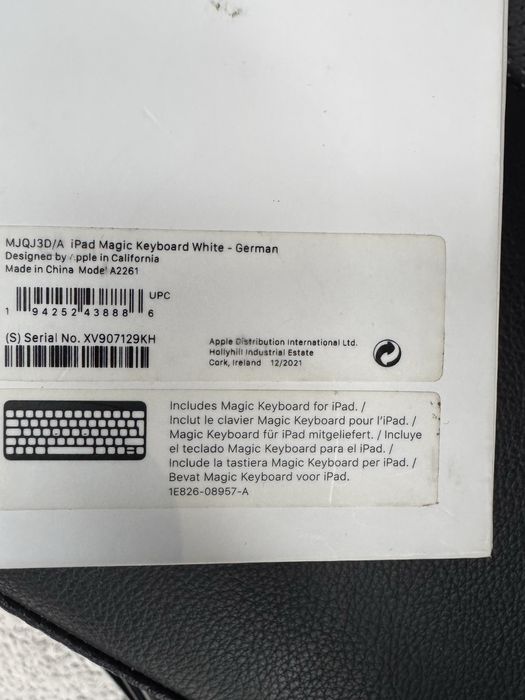 MJQJ3D/A iPad Magic Keyboard White - German
Designed by Apple in California
Made in China Model A2261
UPC
1 94252 43888 6
(S) Serial No. XV907129KH
Apple Distribution International Ltd.
Hollyhill Industrial Estate
Cork, Ireland 12/2021
Includes Magic Keyboard for iPad. /
Inclut le clavier Magic Keyboard pour l'iPad. /
Magic Keyboard für iPad mitgeliefert. / Incluye
el teclado Magic Keyboard para el iPad. /
Include la tastiera Magic Keyboard per iPad. /
Bevat Magic Keyboard voor iPad.
1E826-08957-A